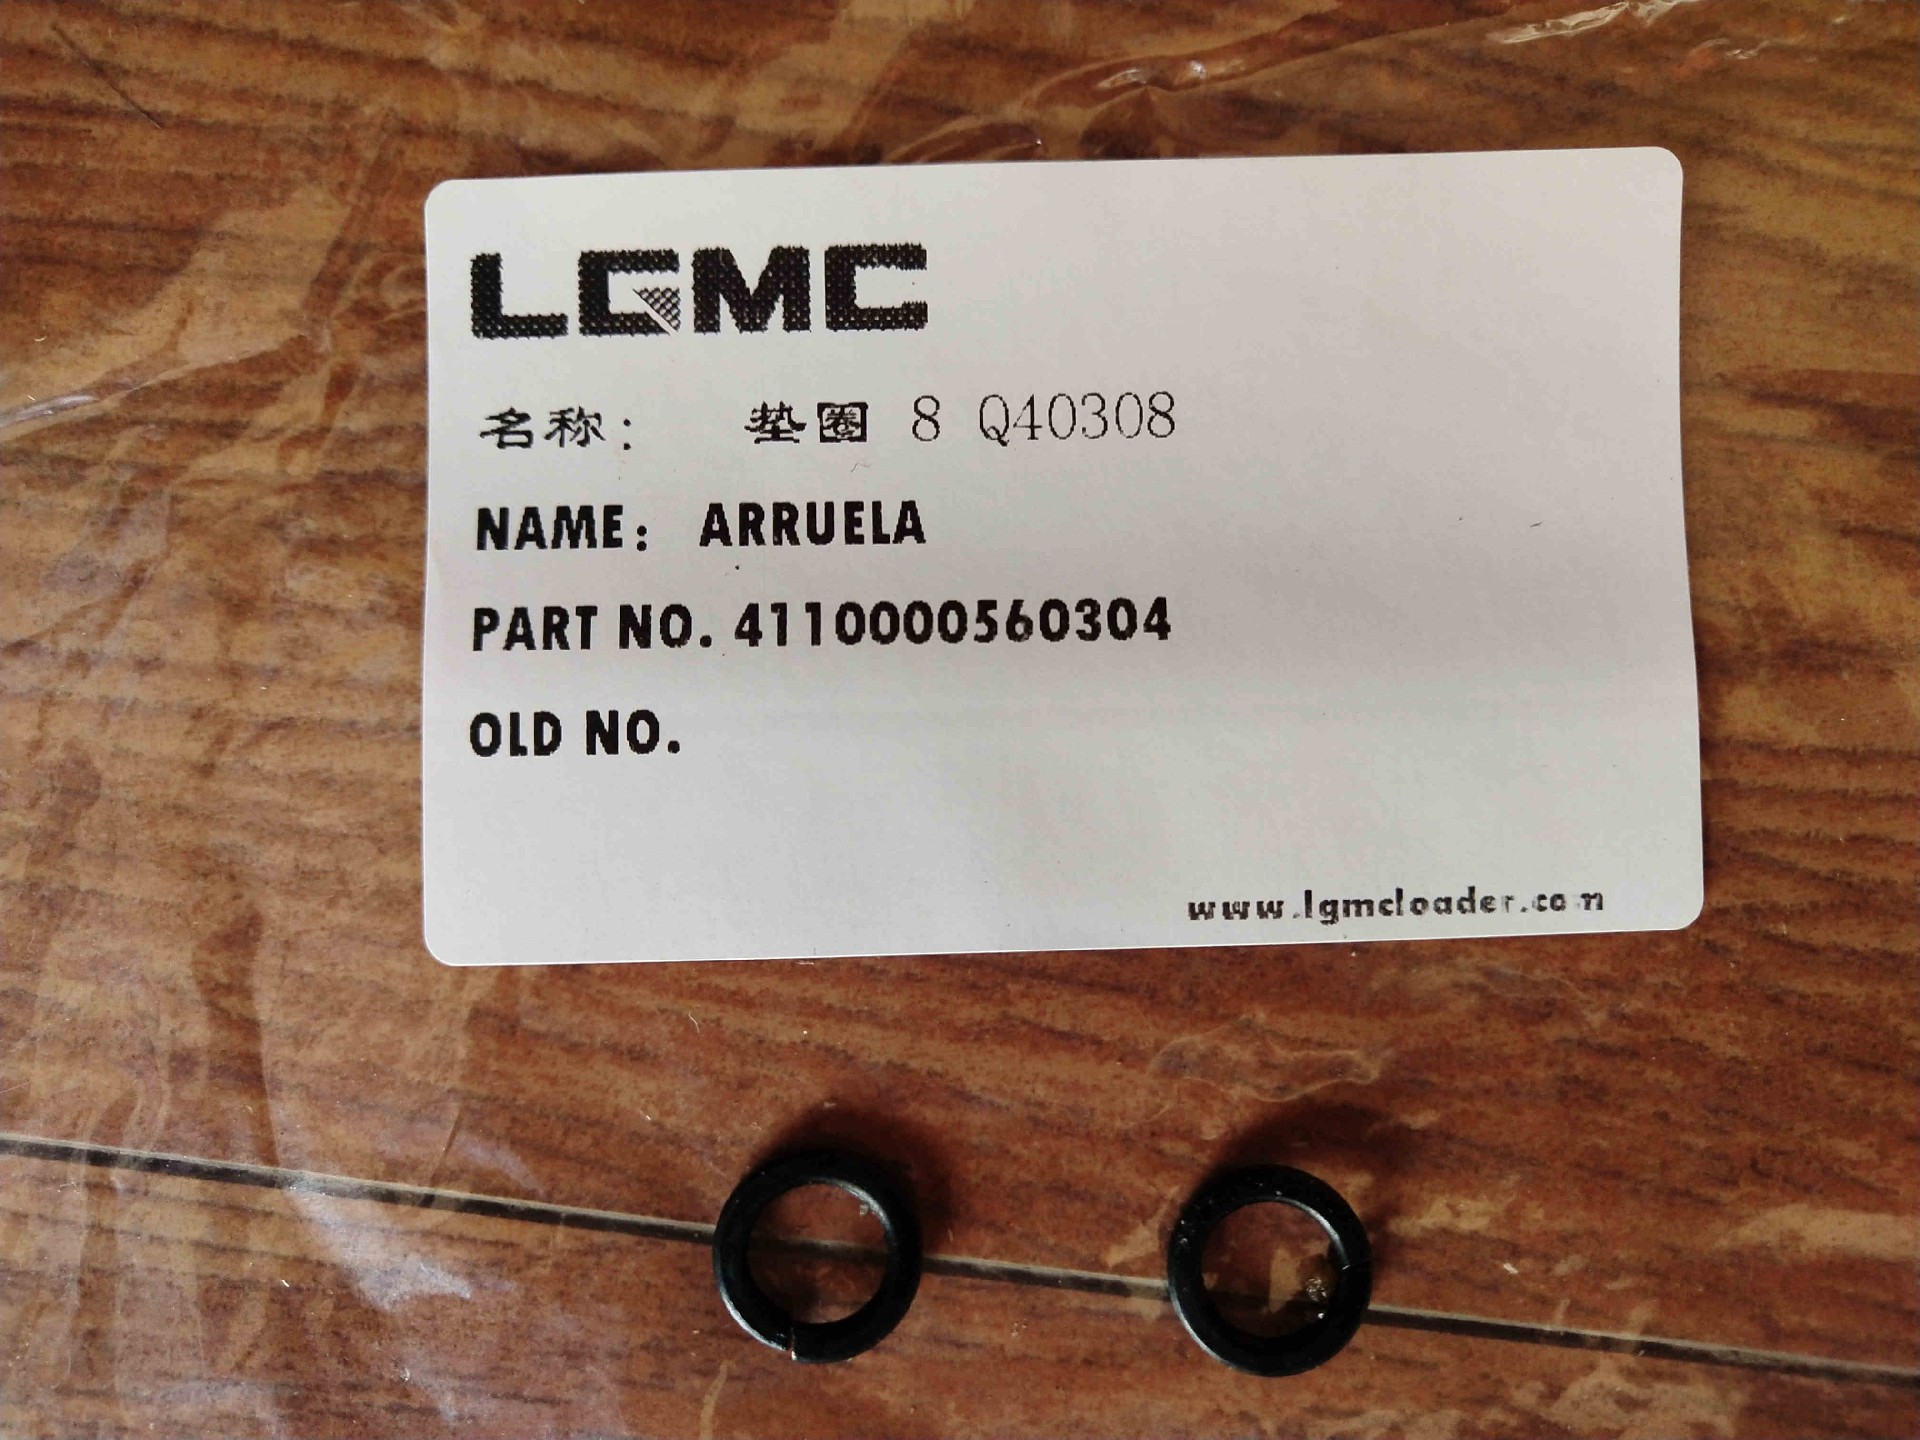 LGMC
名称: 垫圈 8 Q40308
NAME: ARRUELA
PART NO. 4110000560304
OLD NO.
www.lgmcloader.com